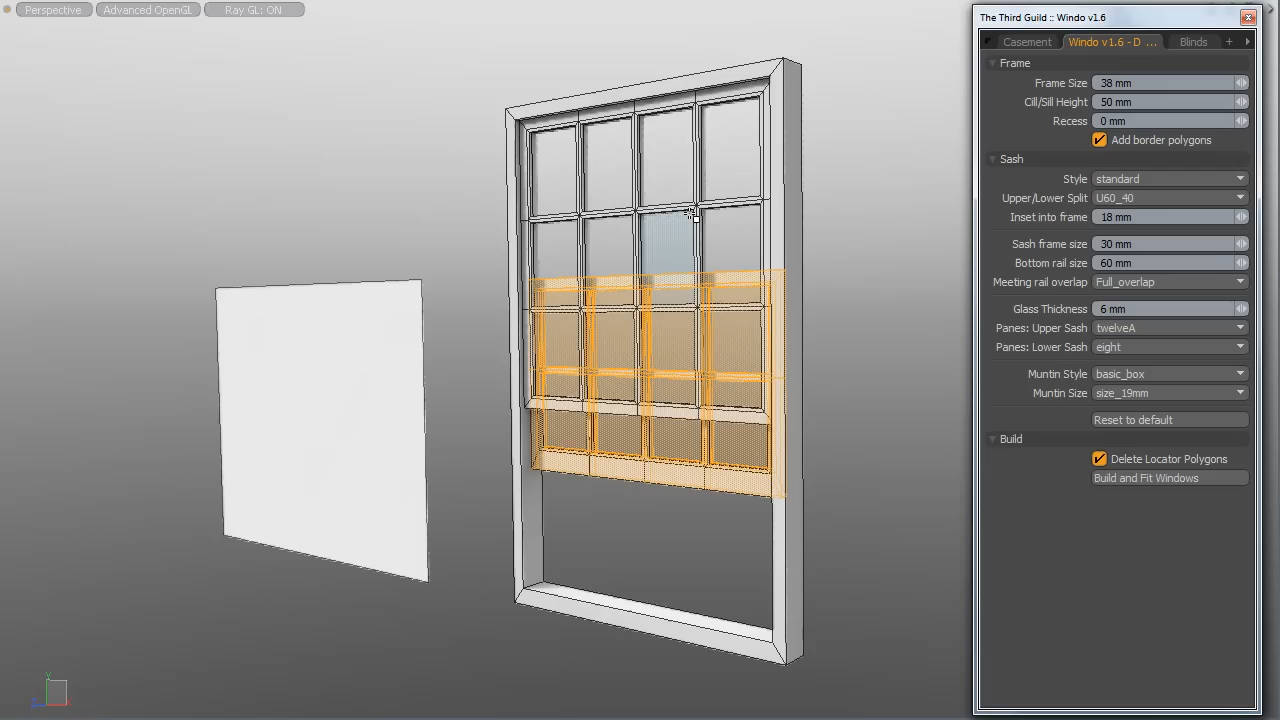 Perspective
Advanced OpenGL
Ray GL: ON
The Third Guild :: Windo v1.6
Casement
Windo v1.6 - D ...
Blinds
+
Frame
Frame Size 38 mm
Cill/Sill Height 50 mm
Recess 0 mm
Add border polygons
Sash
Style standard
Upper/Lower Split U60_40
Inset into frame 18 mm
Sash frame size 30 mm
Bottom rail size 60 mm
Meeting rail overlap Full_overlap
Glass Thickness 6 mm
Panes: Upper Sash twelveA
Panes: Lower Sash eight
Muntin Style basic_box
Muntin Size size_19mm
Reset to default
Build
Delete Locator Polygons
Build and Fit Windows
Y